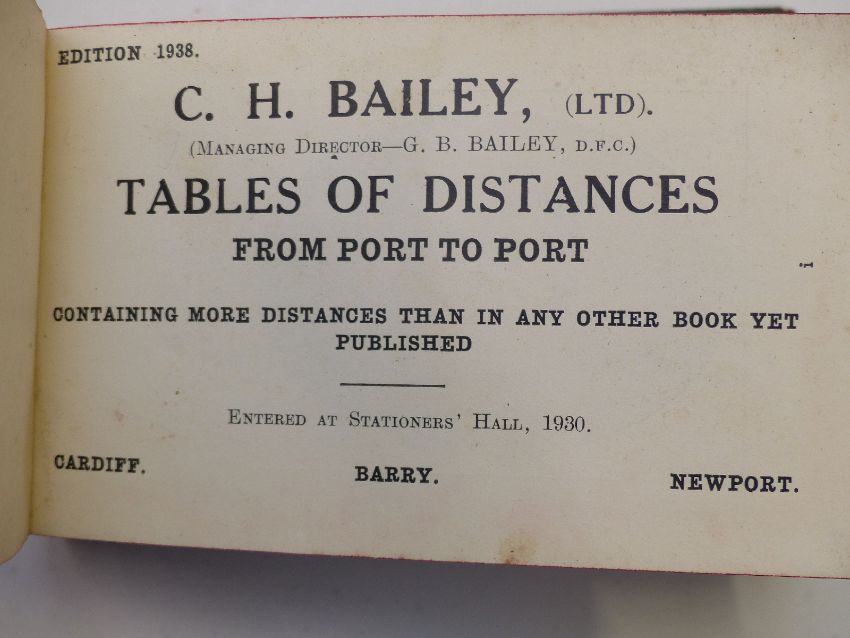 EDITION 1938.
C. H. BAILEY, (LTD).
(MANAGING DIRECTOR—G. B. BAILEY, D.F.C.)
TABLES OF DISTANCES
FROM PORT TO PORT
CONTAINING MORE DISTANCES THAN IN ANY OTHER BOOK YET
PUBLISHED
ENTERED AT STATIONERS' HALL, 1930.
CARDIFF. BARRY. NEWPORT.